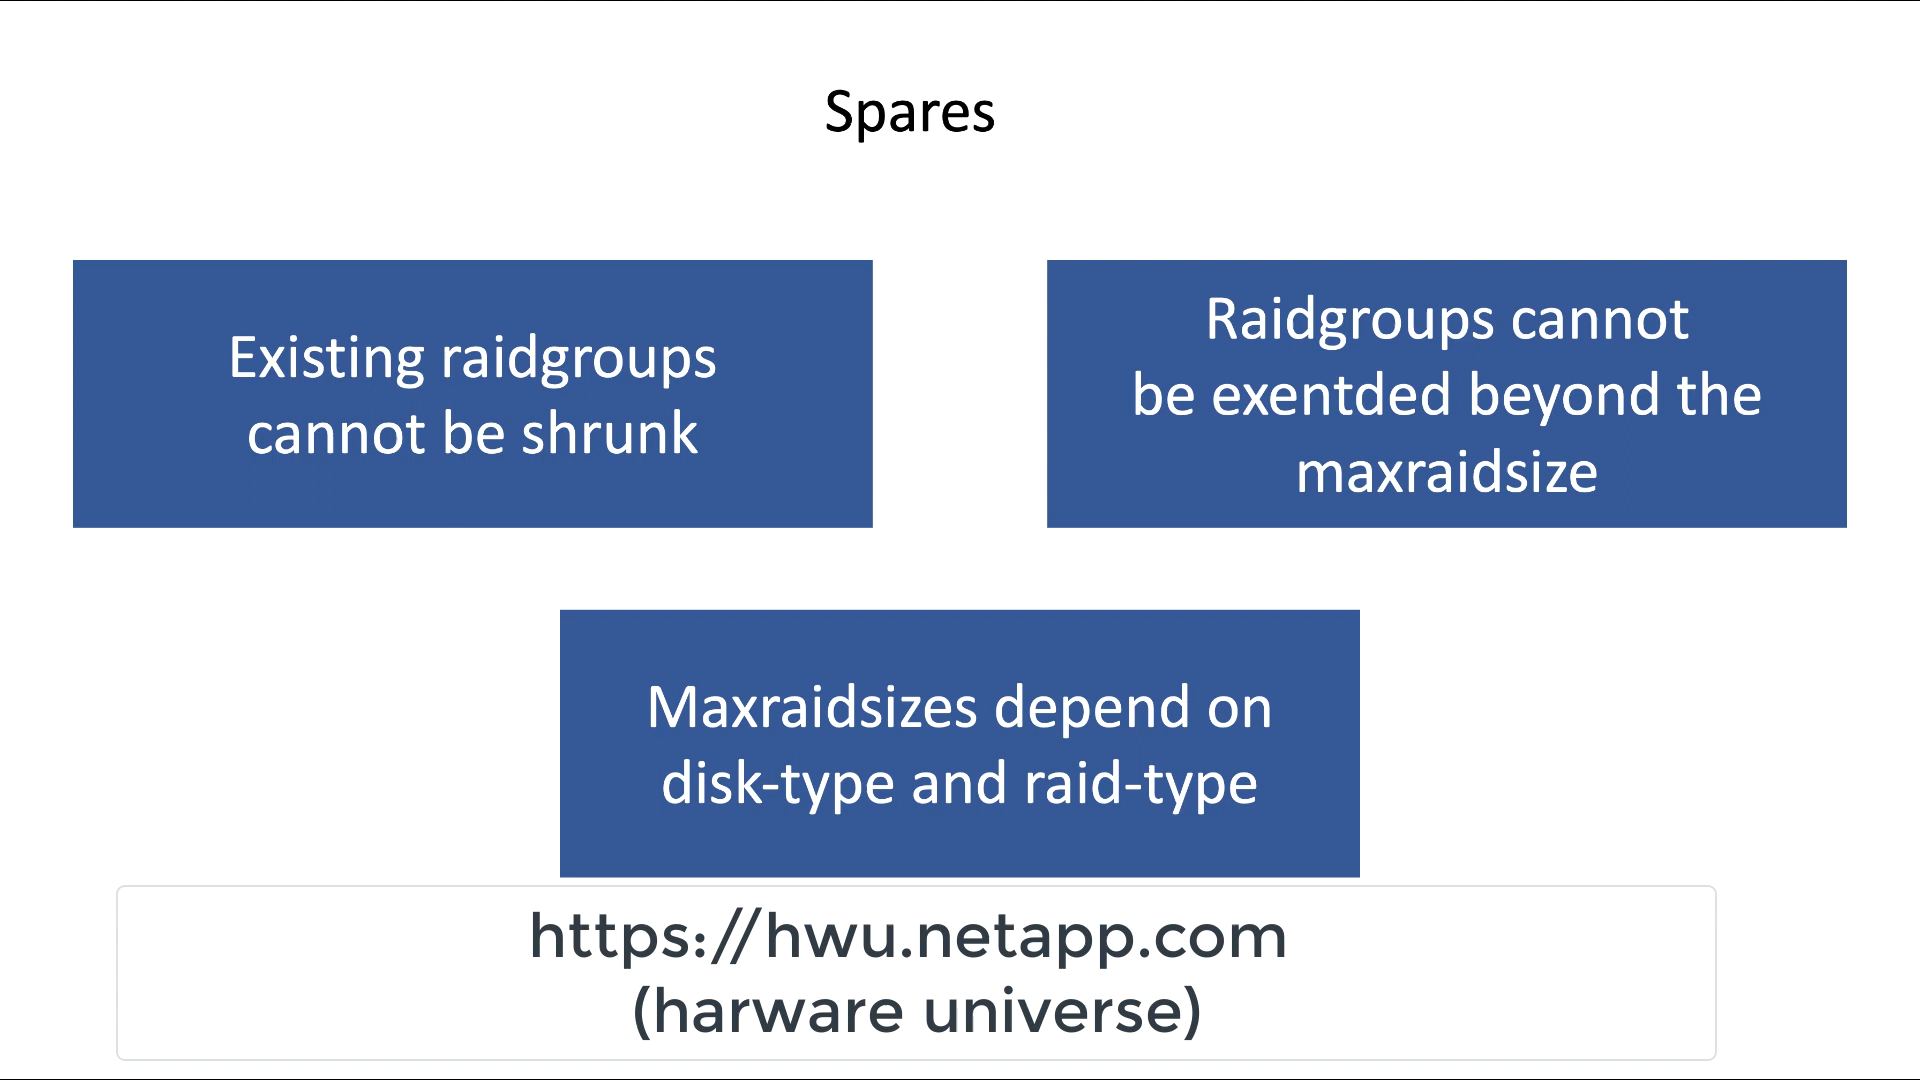 Spares
Existing raidgroups
cannot be shrunk
Raidgroups cannot
be exentded beyond the
maxraidsize
Maxraidsizes depend on
disk-type and raid-type
https://hwu.netapp.com
(harware universe)